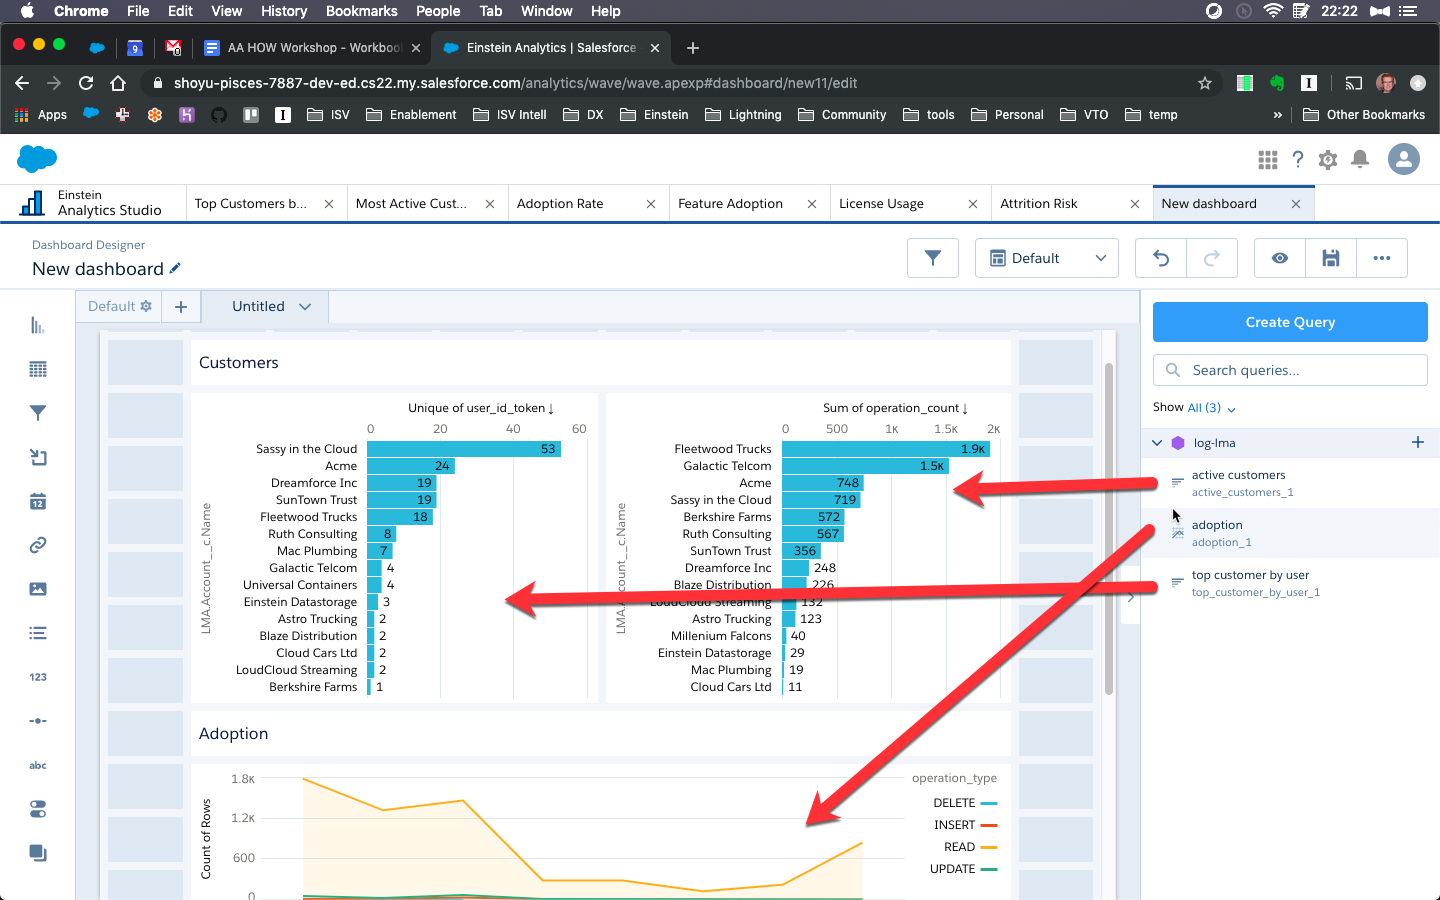 Chrome File Edit View History Bookmarks People Tab Window Help 22:22
9 0 AA HOW Workshop - Workboo Einstein Analytics | Salesforce
shoyu-pisces-7887-dev-ed.cs22.my.salesforce.com/analytics/wave/wave.apexp#dashboard/new11/edit
Apps ISV Enablement ISV Intell DX Einstein Lightning Community tools Personal VTO temp » Other Bookmarks
Einstein
Analytics Studio
Top Customers b... Most Active Cust... Adoption Rate Feature Adoption License Usage Attrition Risk New dashboard
Dashboard Designer
New dashboard
Default
Default + Untitled
Create Query
Search queries...
Show All (3)
log-lma
active customers
active_customers_1
adoption
adoption_1
top customer by user
top_customer_by_user_1
12
123
abc
Customers
Unique of user_id_token ↓
0 20 40 60
LMA.Account__c.Name
Sassy in the Cloud 53
Acme 24
Dreamforce Inc 19
SunTown Trust 19
Fleetwood Trucks 18
Ruth Consulting 8
Mac Plumbing 7
Galactic Telcom 4
Universal Containers 4
Einstein Datastorage 3
Astro Trucking 2
Blaze Distribution 2
Cloud Cars Ltd 2
LoudCloud Streaming 2
Berkshire Farms 1
Sum of operation_count ↓
0 500 1K 1.5K 2K
LMA.Account__c.Name
Fleetwood Trucks 1.9K
Galactic Telcom 1.5K
Acme 748
Sassy in the Cloud 719
Berkshire Farms 572
Ruth Consulting 567
SunTown Trust 356
Dreamforce Inc 248
Blaze Distribution 226
LoudCloud Streaming 132
Astro Trucking 123
Millenium Falcons 40
Einstein Datastorage 29
Mac Plumbing 19
Cloud Cars Ltd 11
Adoption
Count of Rows
1.8K
1.2K
600
0
operation_type
DELETE
INSERT
READ
UPDATE